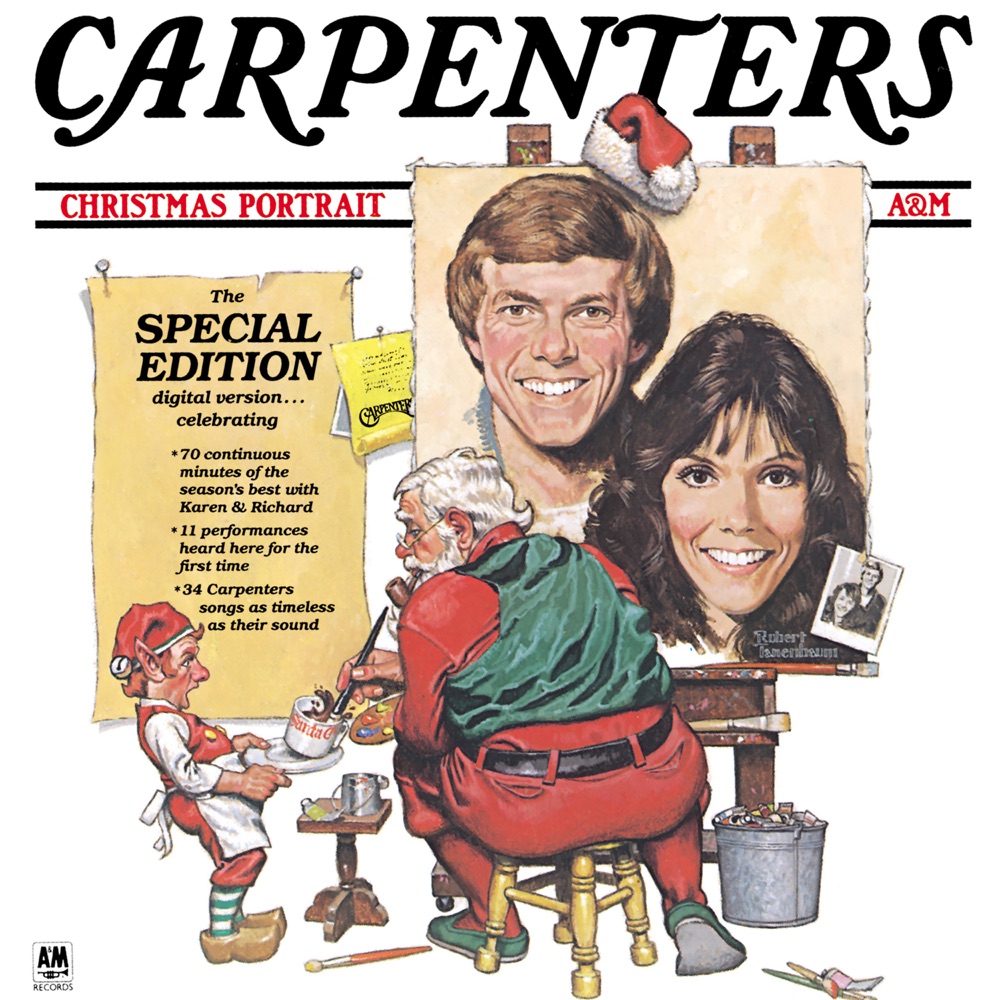 CARPENTERS
CHRISTMAS PORTRAIT
A&M
The
SPECIAL
EDITION
digital version...
celebrating
*70 continuous
minutes of the
season's best with
Karen & Richard
*11 performances
heard here for the
first time
*34 Carpenters
songs as timeless
as their sound
CARPENTER
Robert
Tanenbaum
Santa C
A&M
RECORDS